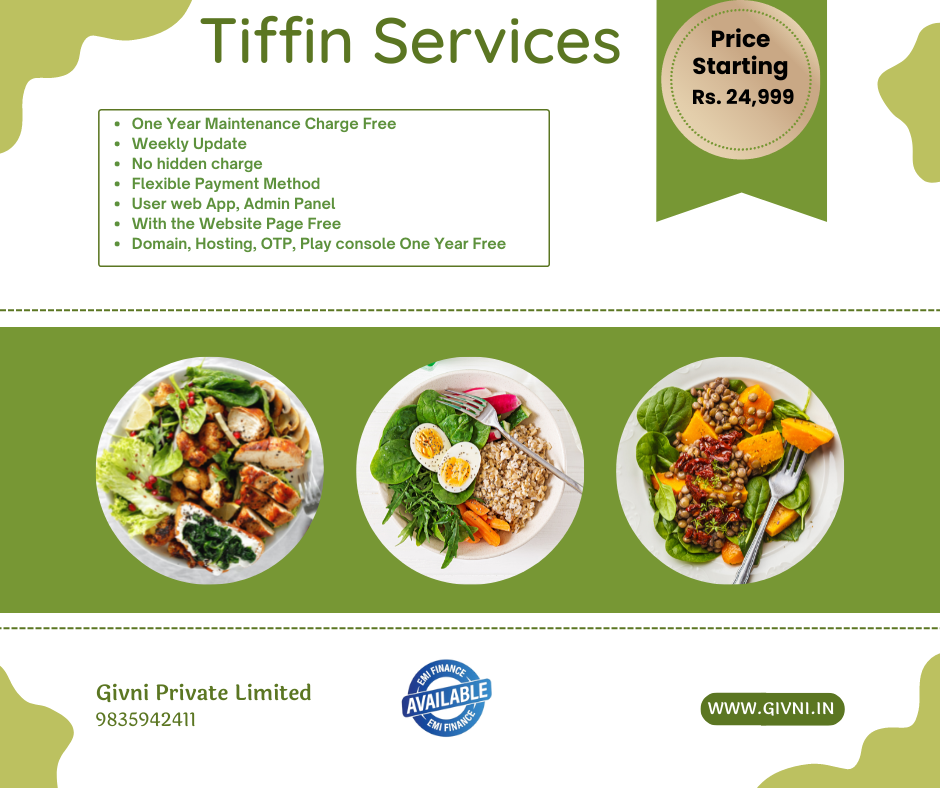 Tiffin Services
Price
Starting
Rs. 24,999
• One Year Maintenance Charge Free
• Weekly Update
• No hidden charge
• Flexible Payment Method
• User web App, Admin Panel
• With the Website Page Free
• Domain, Hosting, OTP, Play console One Year Free
Givni Private Limited
9835942411
EMI FINANCE
AVAILABLE
EMI FINANCE
WWW.GIVNI.IN